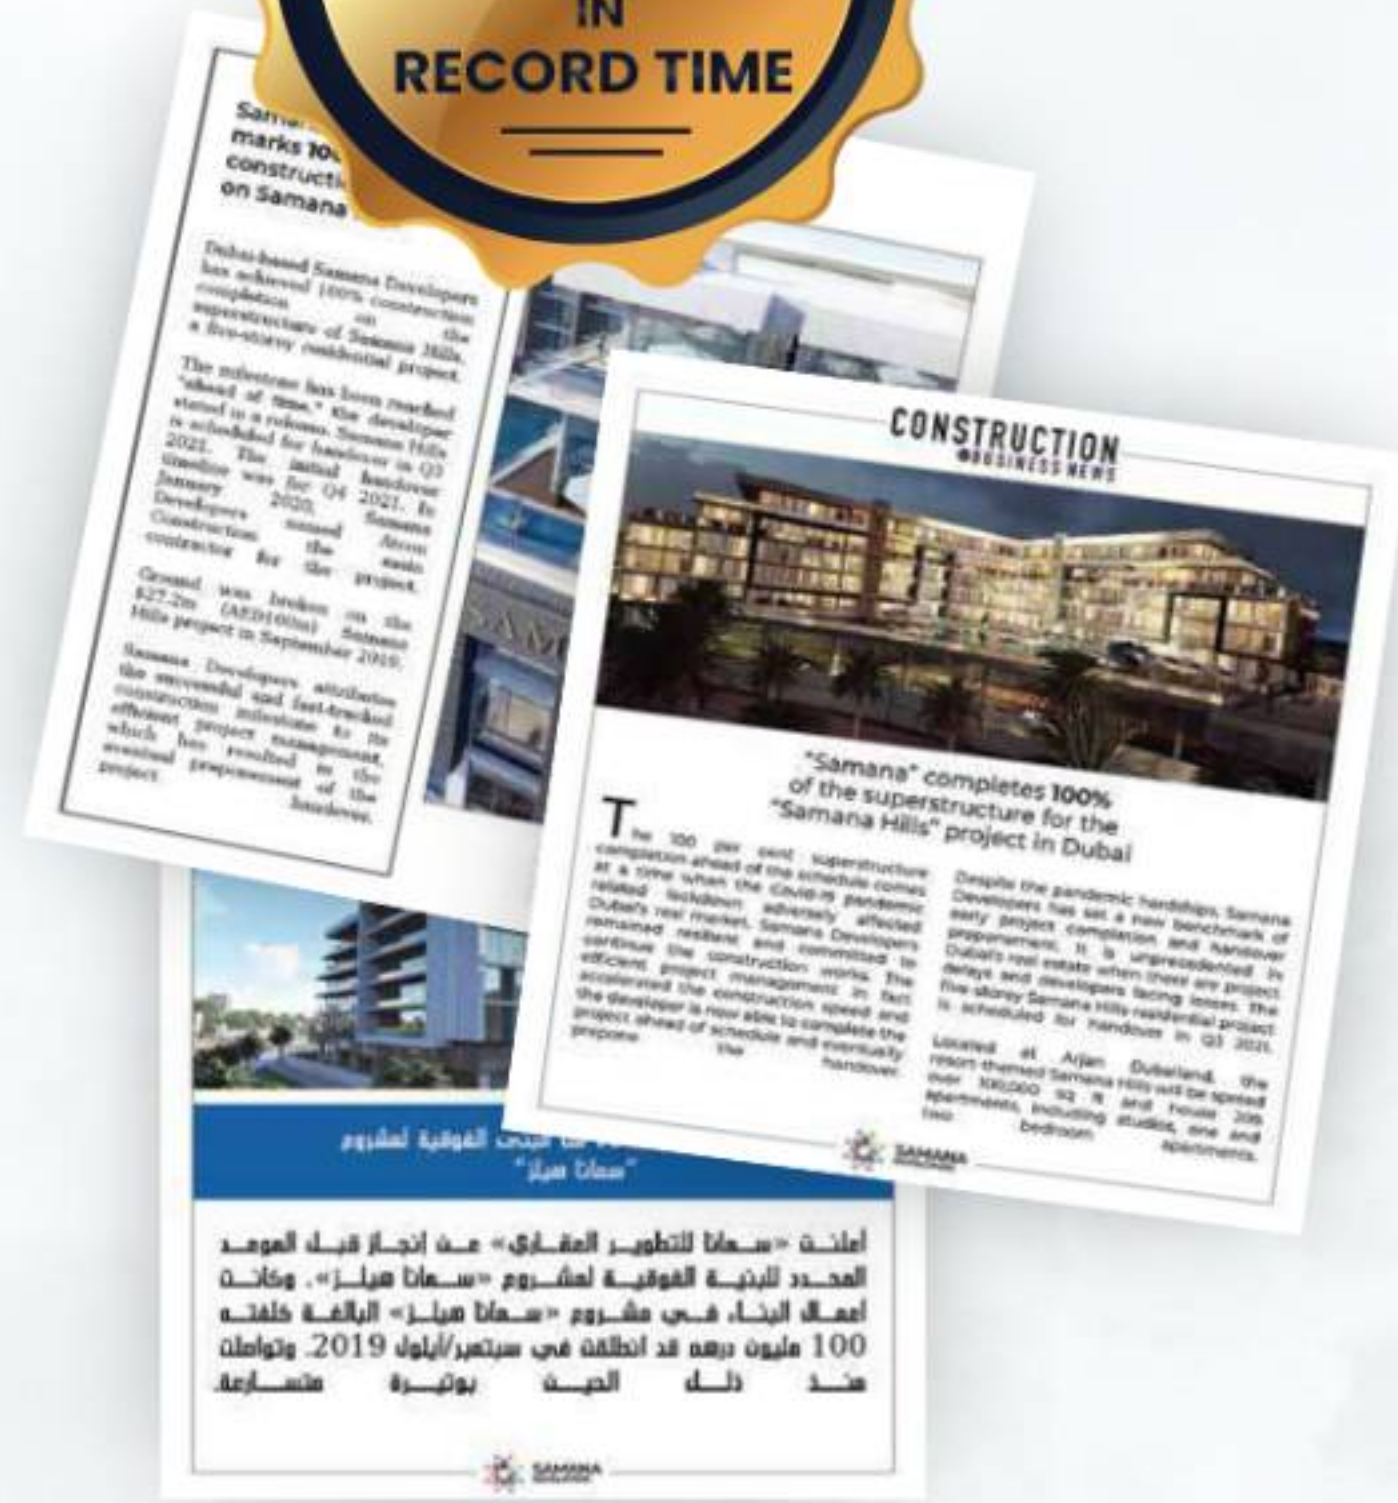 IN
RECORD TIME
marks 10
constructi
on Samana
Dubai-based Samana Developers
has achieved 100% construction
completion on the
superstructure of Samana Hills,
a five-storey residential project.
The milestone has been reached
"ahead of time," the developer
stated in a release. Samana Hills
is scheduled for handover in Q3
2021. The initial handover
timeline was for Q4 2021. In
January 2020, Samana
Developers named Atron
Construction the main
contractor for the project.
Ground was broken on the
$27.2m (AED100m) Samana
Hills project in September 2019.
Samana Developers attributes
the successful and fast-tracked
construction milestone to its
efficient project management,
which has resulted in the
eventual preponement of the
project handover.
SAM
CONSTRUCTION
BUSINESS NEWS
"Samana" completes 100%
of the superstructure for the
"Samana Hills" project in Dubai
The 100 per cent superstructure
completion ahead of the schedule comes
at a time when the Covid-19 pandemic
related lockdown adversely affected
Dubai's real market. Samana Developers
remained resilient and committed to
continue the construction works. The
efficient project management in fact
accelerated the construction speed and
the developer is now able to complete the
project ahead of schedule and eventually
prepone the handover.
Despite the pandemic hardships, Samana
Developers has set a new benchmark of
early project completion and handover
preponement. It is unprecedented in
Dubai's real estate when there are project
delays and developers facing losses. The
five-storey Samana Hills residential project
is scheduled for handover in Q3 2021.
Located at Arjan Dubailand, the
resort-themed Samana Hills will be spread
over 100,000 sq ft and house
apartments, including studios, one and
two bedroom apartments.
SAMANA
الفوقية لمشروع
"سمانا هيلز"
أعلنت «سمانا للتطوير العقاري» عن إنجاز قبل الموعد
المحدد للبنية الفوقية لمشروع «سمانا هيلز». وكانت
أعمال البناء في مشروع «سمانا هيلز» البالغة كلفته
100 مليون درهم قد انطلقت في سبتمبر/أيلول 2019. وتواصلت
منذ ذلك الحين بوتيرة متسارعة.
SAMANA